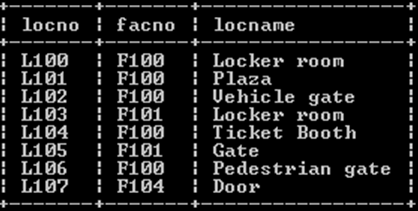 locno facno locname
L100 F100 Locker room
L101 F100 Plaza
L102 F100 Vehicle gate
L103 F101 Locker room
L104 F100 Ticket Booth
L105 F101 Gate
L106 F100 Pedestrian gate
L107 F104 Door